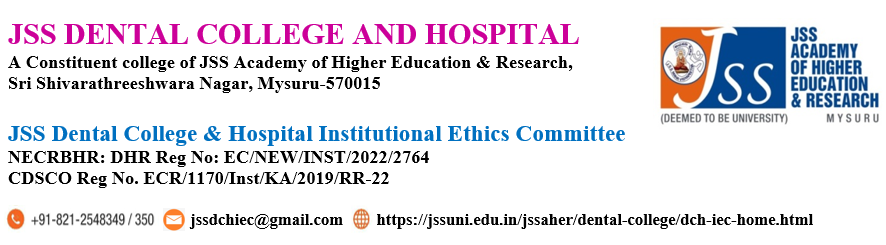 JSS DENTAL COLLEGE AND HOSPITAL
A Constituent college of JSS Academy of Higher Education & Research,
Sri Shivarathreeshwara Nagar, Mysuru-570015
JSS Dental College & Hospital Institutional Ethics Committee
NECRBHR: DHR Reg No: EC/NEW/INST/2022/2764
CDSCO Reg No. ECR/1170/Inst/KA/2019/RR-22
+91-821-2548349 / 350 jssdchiec@gmail.com https://jssuni.edu.in/jssaher/dental-college/dch-iec-home.html
JSS
JSS
ACADEMY
OF HIGHER
EDUCATION
& RESEARCH
(DEEMED TO BE UNIVERSITY) MYSURU